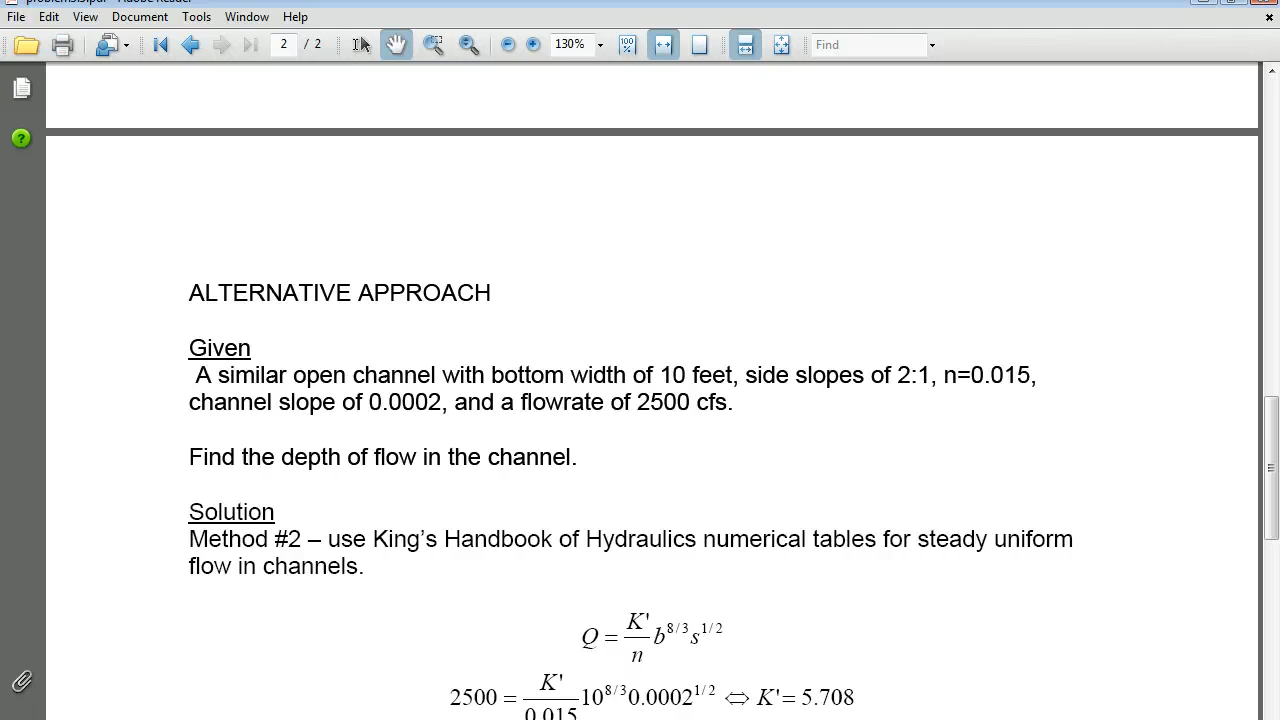 File Edit View Document Tools Window Help
2 / 2 130% Find
ALTERNATIVE APPROACH
Given
A similar open channel with bottom width of 10 feet, side slopes of 2:1, n=0.015,
channel slope of 0.0002, and a flowrate of 2500 cfs.
Find the depth of flow in the channel.
Solution
Method #2 – use King's Handbook of Hydraulics numerical tables for steady uniform
flow in channels.
Q = K'/n b^8/3 s^1/2
2500 = K'/0.015 10^8/3 0.0002^1/2 ⇔ K'= 5.708